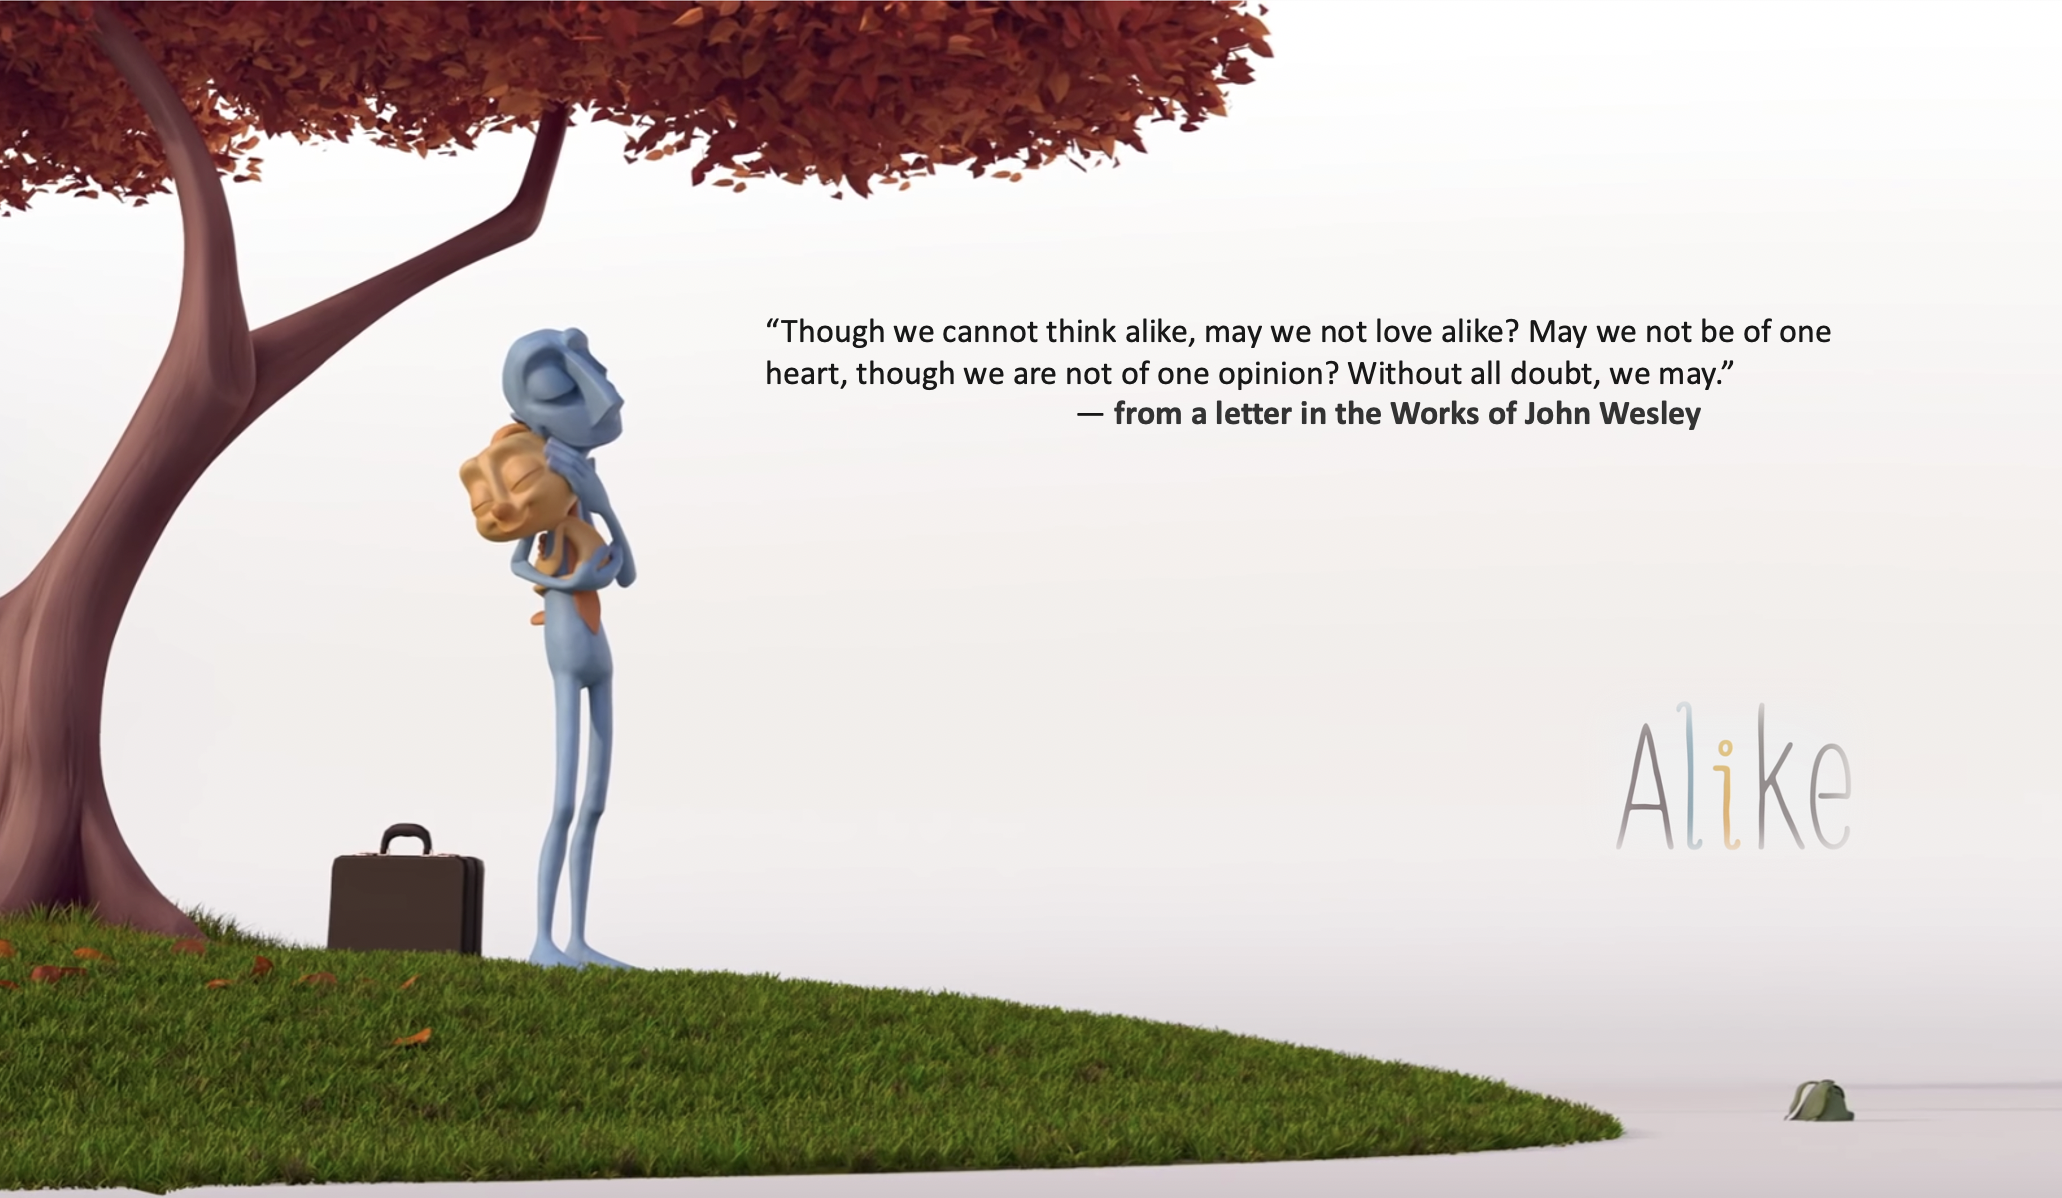 “Though we cannot think alike, may we not love alike? May we not be of one
heart, though we are not of one opinion? Without all doubt, we may.”
— from a letter in the Works of John Wesley
Alike